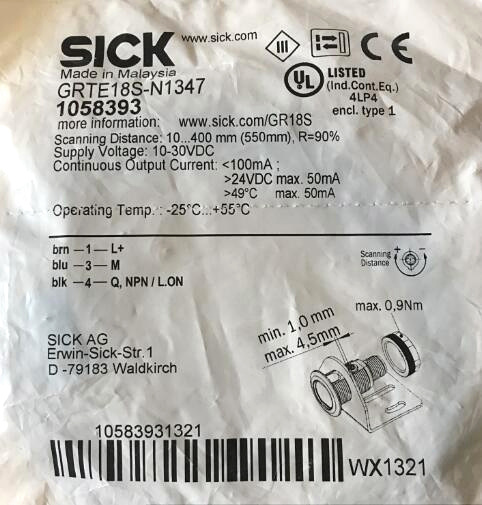 SICK www.sick.com
III
CE
Made in Malaysia
GRTE18S-N1347
1058393
UL LISTED
(Ind.Cont.Eq.)
4LP4
encl. type 1
more information: www.sick.com/GR18S
Scanning Distance: 10...400 mm (550mm), R=90%
Supply Voltage: 10-30VDC
Continuous Output Current: <100mA ;
>24VDC max. 50mA
>49°C max. 50mA
Operating Temp. : -25°C...+55°C
brn —1— L+
blu —3— M
blk —4— Q, NPN / L.ON
Scanning
Distance
+ -
min. 1,0 mm
max. 4,5mm
max. 0,9Nm
SICK AG
Erwin-Sick-Str.1
D -79183 Waldkirch
10583931321
WX1321